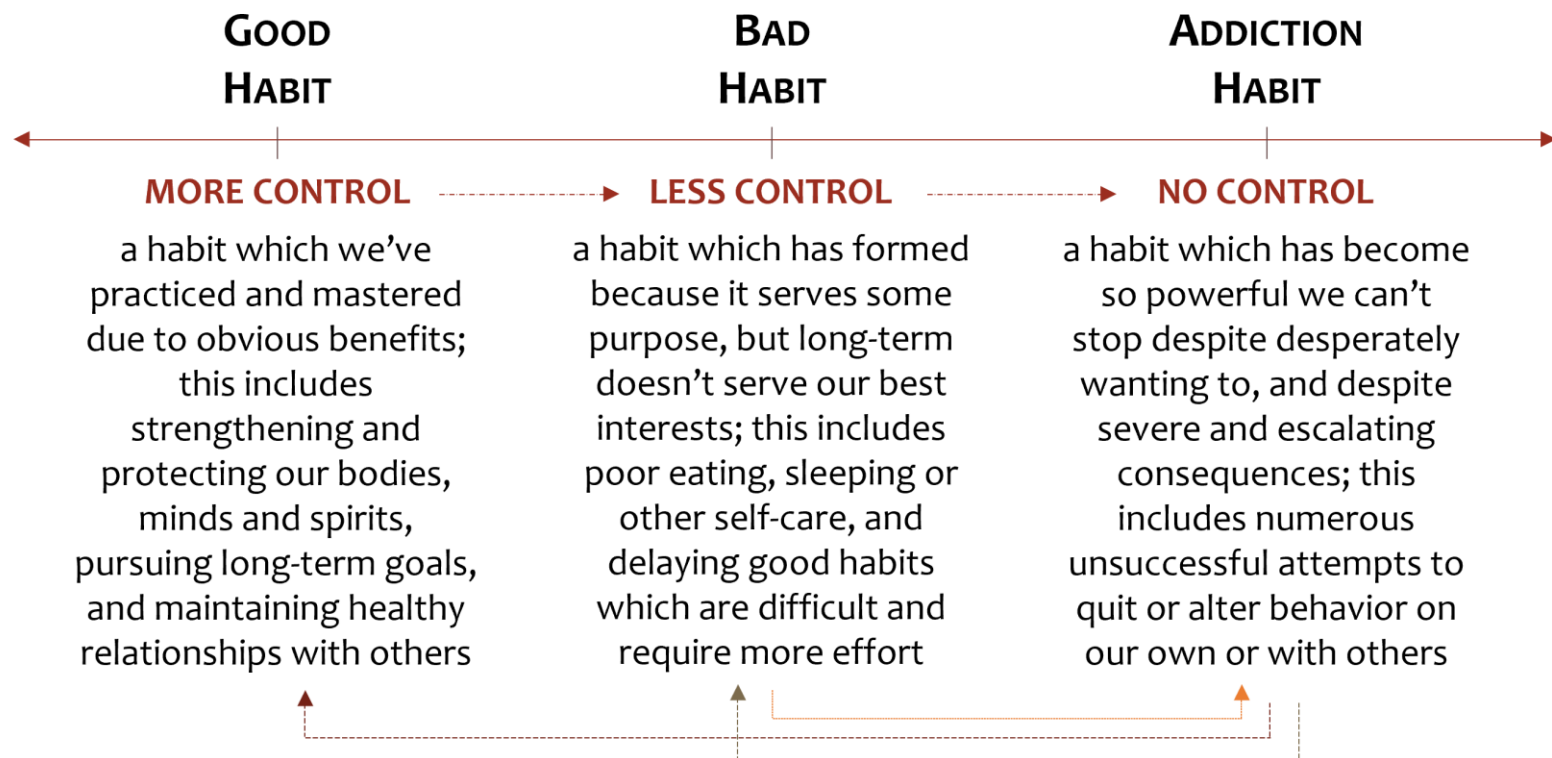 GOOD
HABIT
BAD
HABIT
ADDICTION
HABIT
MORE CONTROL
LESS CONTROL
NO CONTROL
a habit which we’ve
practiced and mastered
due to obvious benefits;
this includes
strengthening and
protecting our bodies,
minds and spirits,
pursuing long-term goals,
and maintaining healthy
relationships with others
a habit which has formed
because it serves some
purpose, but long-term
doesn’t serve our best
interests; this includes
poor eating, sleeping or
other self-care, and
delaying good habits
which are difficult and
require more effort
a habit which has become
so powerful we can’t
stop despite desperately
wanting to, and despite
severe and escalating
consequences; this
includes numerous
unsuccessful attempts to
quit or alter behavior on
our own or with others